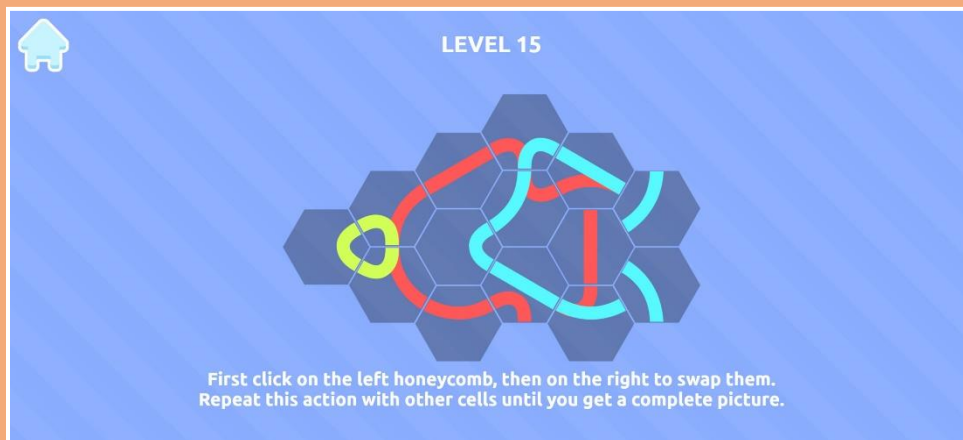 LEVEL 15
First click on the left honeycomb, then on the right to swap them.
Repeat this action with other cells until you get a complete picture.